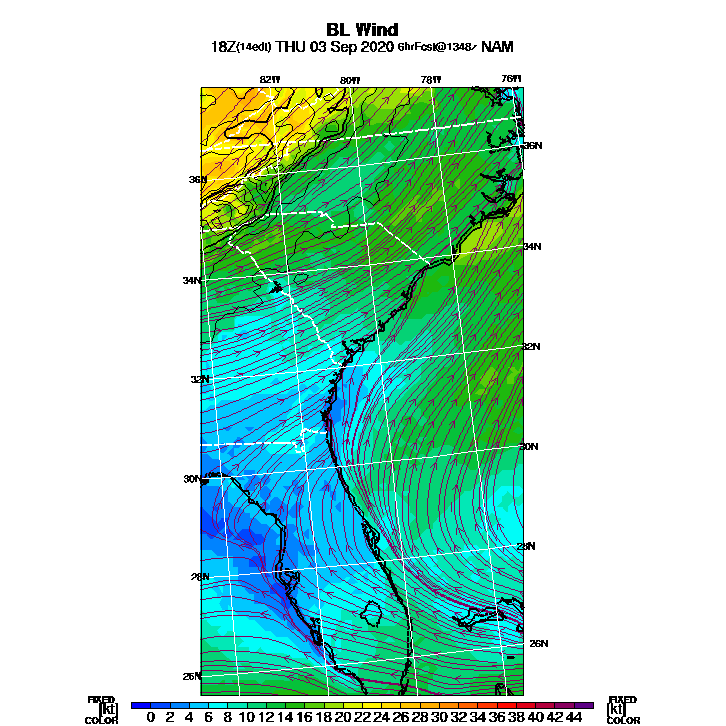 BL Wind
18Z(14edt) THU 03 Sep 2020 6hrFcst@1348z NAM
82W 80W 78W 76W
36N
36N
34N
34N
32N
32N
30N
30N
28N
28N
26N
26N
FIXED FIXED
[kt] 0 2 4 6 8 10 12 14 16 18 20 22 24 26 28 30 32 34 36 38 40 42 44 [kt]
COLOR COLOR